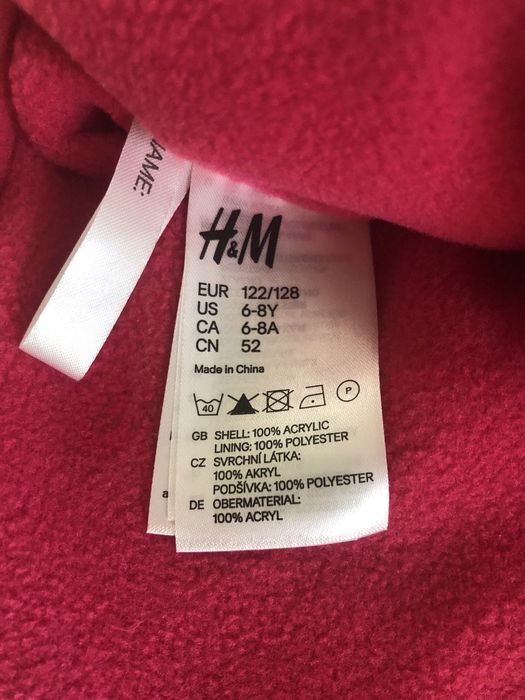 NAME:
H&M
EUR 122/128
US 6-8Y
CA 6-8A
CN 52
Made in China
40
P
GB SHELL: 100% ACRYLIC
LINING: 100% POLYESTER
CZ SVRCHNÍ LÁTKA:
100% AKRYL
PODŠÍVKA: 100% POLYESTER
DE OBERMATERIAL:
100% ACRYL